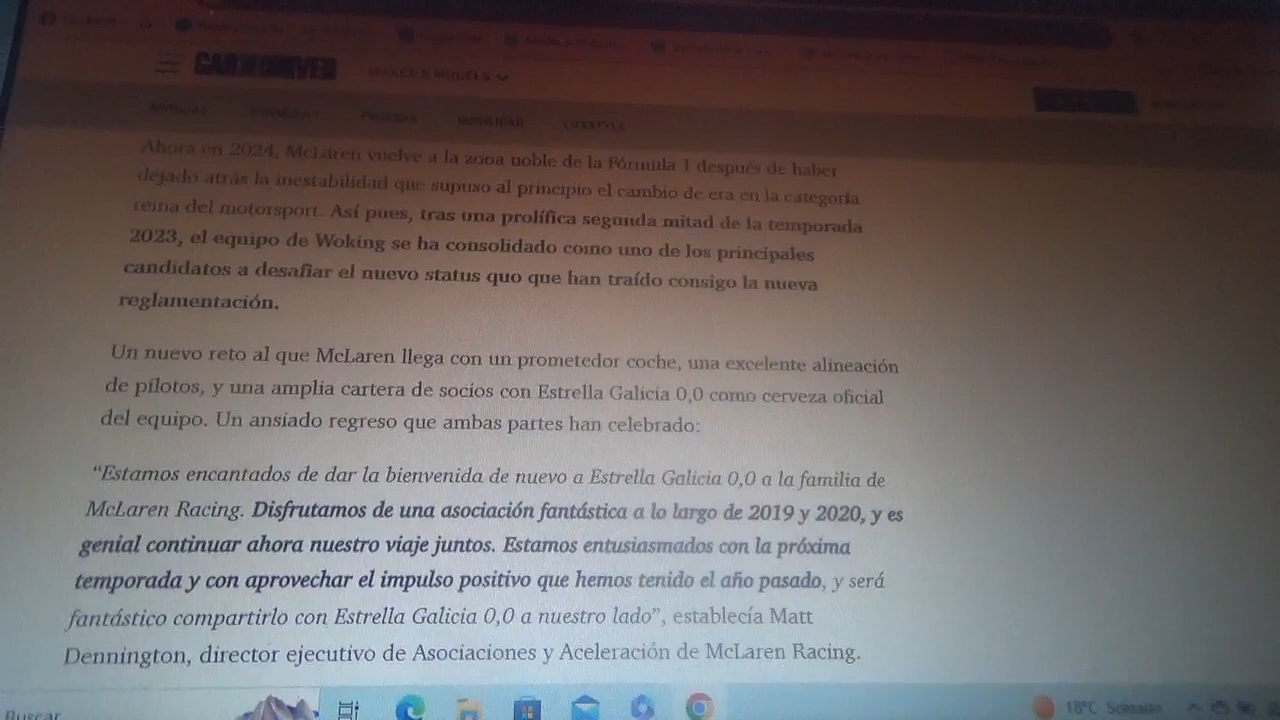 CAR AND DRIVER
MAKES & MODELS
NOTICIAS MOVILIDAD LIFESTYLE
Ahora en 2024, McLaren vuelve a la zona noble de la Fórmula 1 después de haber
dejado atrás la inestabilidad que supuso al principio el cambio de era en la categoría
reina del motorsport. Así pues, tras una prolífica segunda mitad de la temporada
2023, el equipo de Woking se ha consolidado como uno de los principales
candidatos a desafiar el nuevo status quo que han traído consigo la nueva
reglamentación.
Un nuevo reto al que McLaren llega con un prometedor coche, una excelente alineación
de pilotos, y una amplia cartera de socios con Estrella Galicia 0,0 como cerveza oficial
del equipo. Un ansiado regreso que ambas partes han celebrado:
“Estamos encantados de dar la bienvenida de nuevo a Estrella Galicia 0,0 a la familia de
McLaren Racing. Disfrutamos de una asociación fantástica a lo largo de 2019 y 2020, y es
genial continuar ahora nuestro viaje juntos. Estamos entusiasmados con la próxima
temporada y con aprovechar el impulso positivo que hemos tenido el año pasado, y será
fantástico compartirlo con Estrella Galicia 0,0 a nuestro lado”, establecía Matt
Dennington, director ejecutivo de Asociaciones y Aceleración de McLaren Racing.
Buscar 18°C Soleado